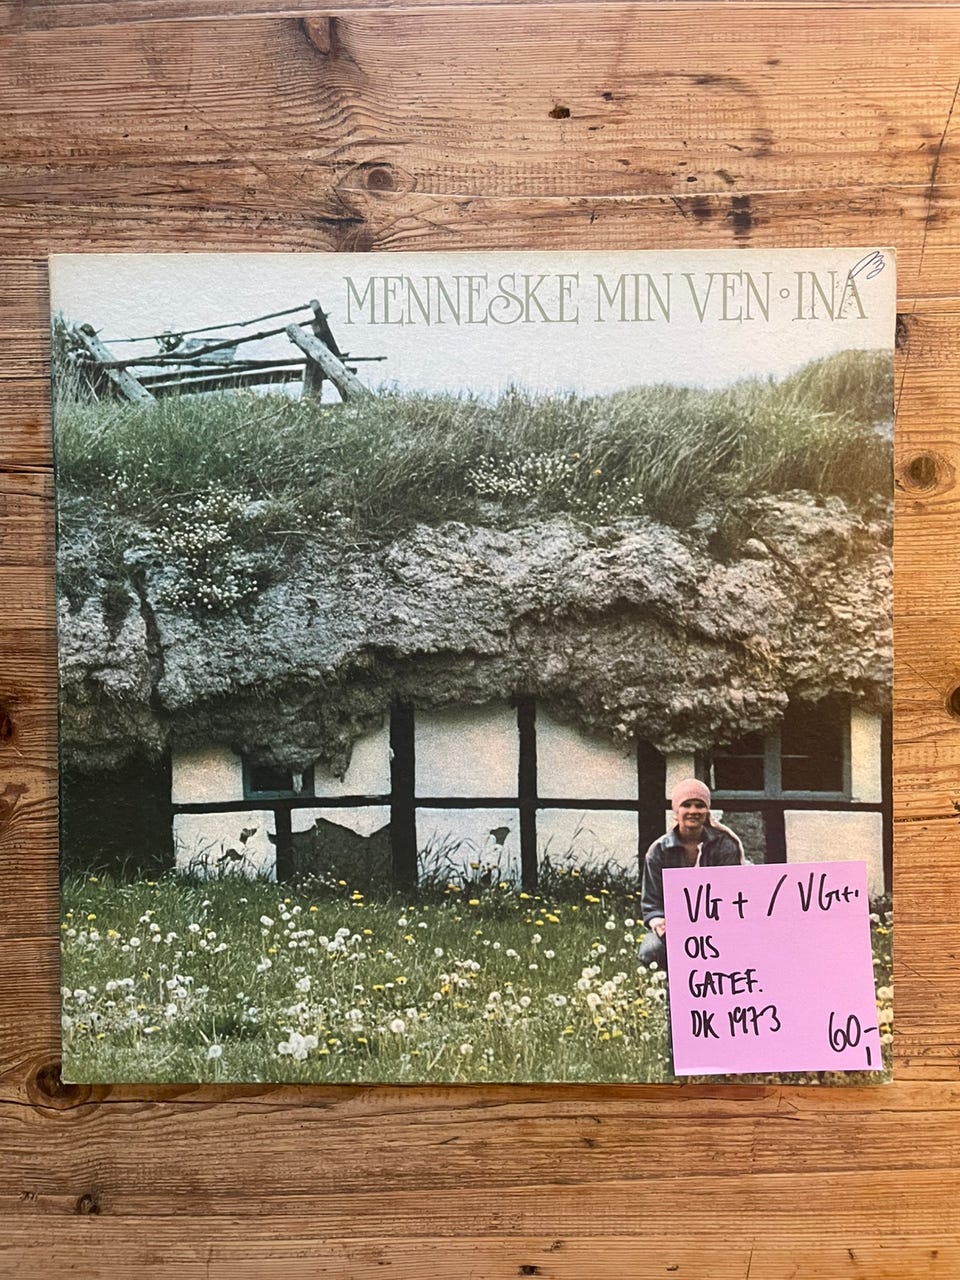 MENNESKE MIN VEN · INA
VG + / VG++
OIS
GATEF.
DK 1973
60,-